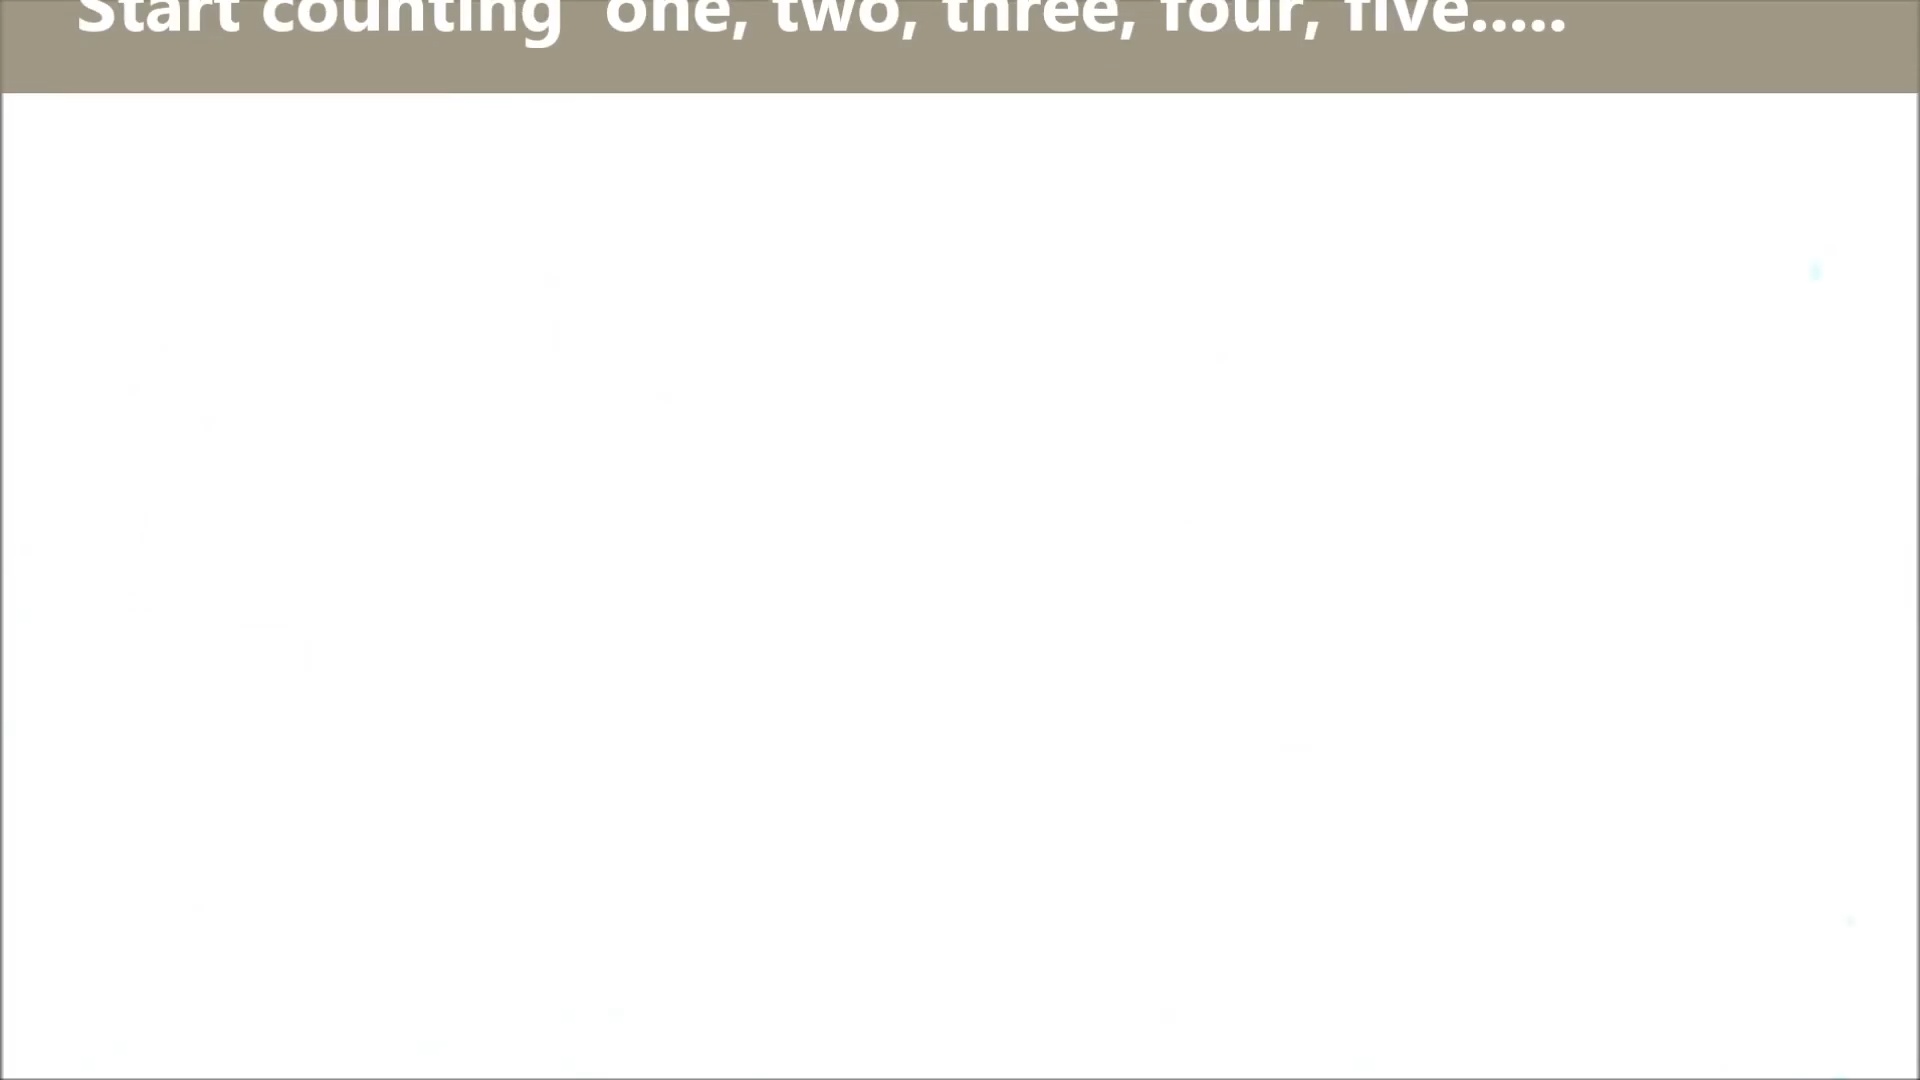 Start counting one, two, three, four, five.....